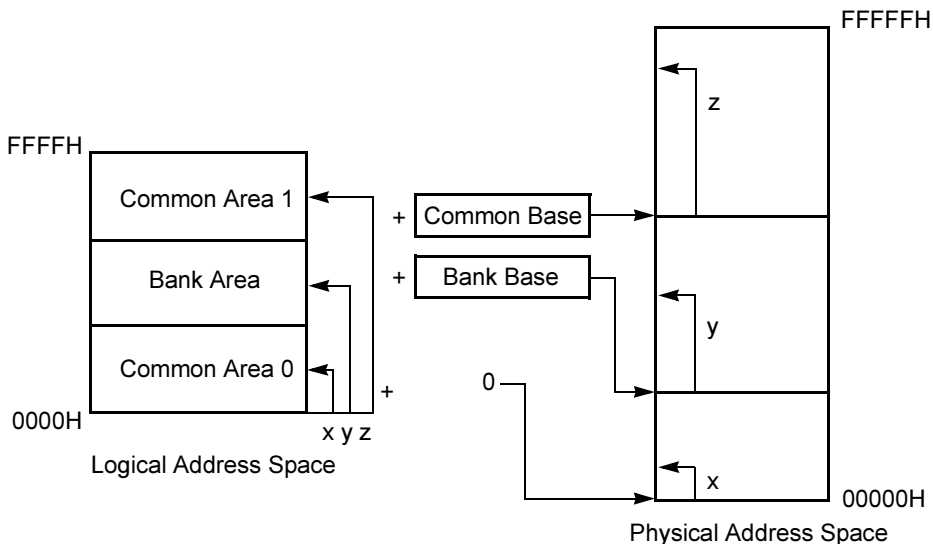 FFFFFH
z
FFFFH
Common Area 1
+ Common Base
Bank Area
+ Bank Base
y
Common Area 0
0
+
0000H
x y z
Logical Address Space
x
00000H
Physical Address Space